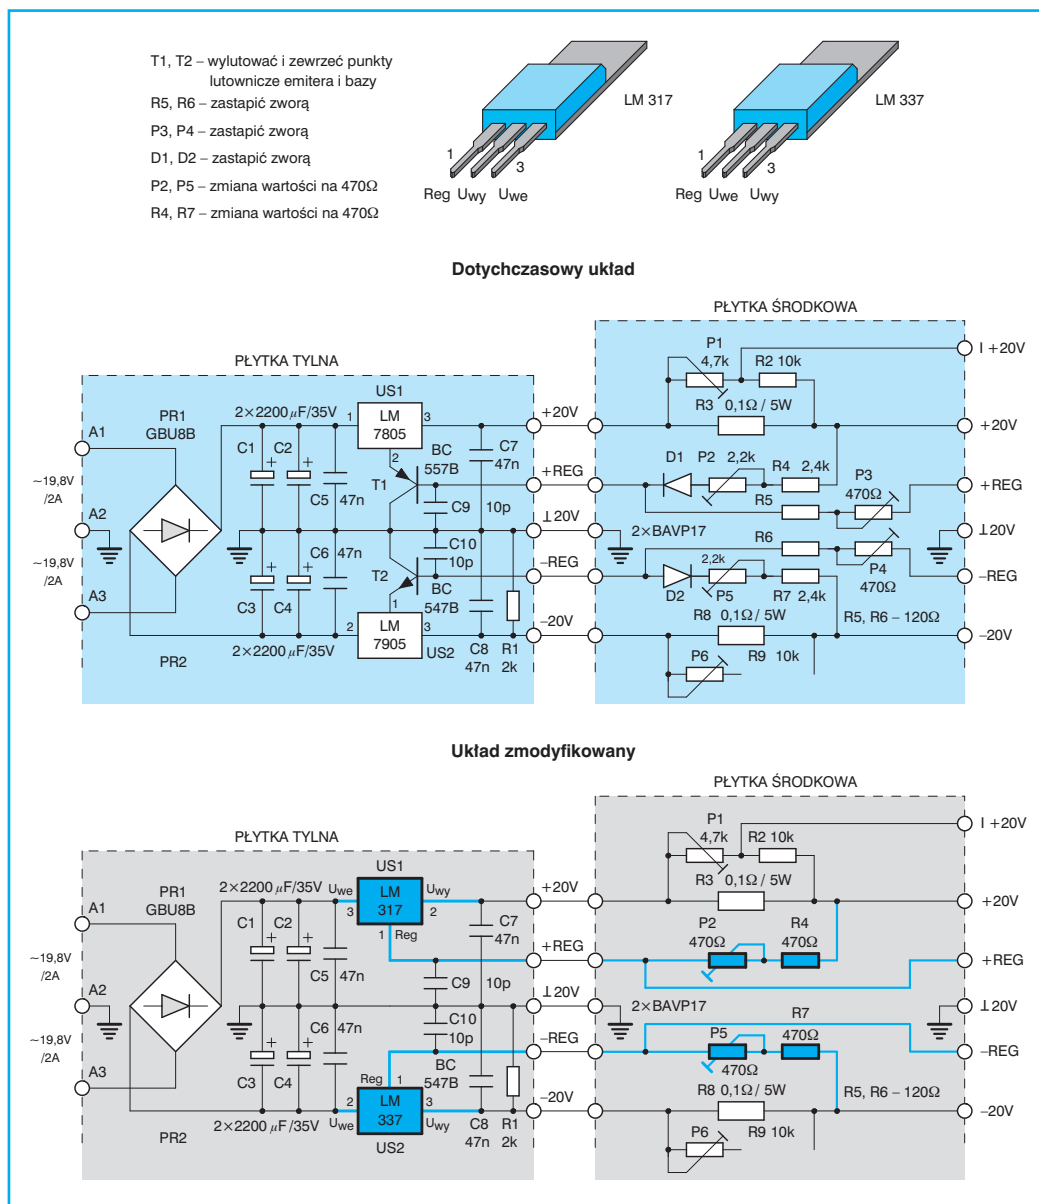 T1, T2 – wylutować i zewrzeć punkty
lutownicze emitera i bazy
R5, R6 – zastąpić zworą
P3, P4 – zastąpić zworą
D1, D2 – zastąpić zworą
P2, P5 – zmiana wartości na 470Ω
R4, R7 – zmiana wartości na 470Ω
LM 317
1
3
Reg Uwy Uwe
LM 337
1
3
Reg Uwe Uwy
Dotychczasowy układ
PŁYTKA TYLNA
PŁYTKA ŚRODKOWA
A1
A2
A3
~19,8V
/2A
~19,8V
/2A
PR1
GBU8B
PR2
2×2200 µF/35V
C1
C2
C5
47n
C3
C4
C6 47n
2×2200 µF/35V
US1
1
LM
7805
3
2
BC
557B
T1
C7
47n
C9
10p
C10
10p
T2
BC
547B
1
2
LM
7905
3
US2
C8
47n
R1
2k
+20V
+REG
⊥20V
–REG
–20V
P1
4,7k
R2 10k
R3 0,1Ω / 5W
D1
P2
2,2k
R4 2,4k
R5
P3
470Ω
2×BAVP17
R6
P4
470Ω
D2
2,2k
P5
R7 2,4k
R8 0,1Ω / 5W
R5, R6 – 120Ω
P6
R9 10k
I +20V
+20V
+REG
⊥20V
–REG
–20V
Układ zmodyfikowany
PŁYTKA TYLNA
PŁYTKA ŚRODKOWA
A1
A2
A3
~19,8V
/2A
~19,8V
/2A
PR1
GBU8B
PR2
2×2200 µF/35V
C1
C2
C5
47n
C3
C4
C6 47n
2×2200 µF/35V
US1
Uwe
3
LM
317
Uwy
2
1 Reg
C7
47n
C9
10p
C10
10p
BC
547B
Reg 1
2
Uwe
LM
337
3
Uwy
US2
C8
47n
R1
2k
+20V
+REG
⊥20V
–REG
–20V
P1
4,7k
R2 10k
R3 0,1Ω / 5W
P2
470Ω
R4
470Ω
2×BAVP17
R7
P5
470Ω
470Ω
R8 0,1Ω / 5W
R5, R6 – 120Ω
P6
R9 10k
I +20V
+20V
+REG
⊥20V
–REG
–20V